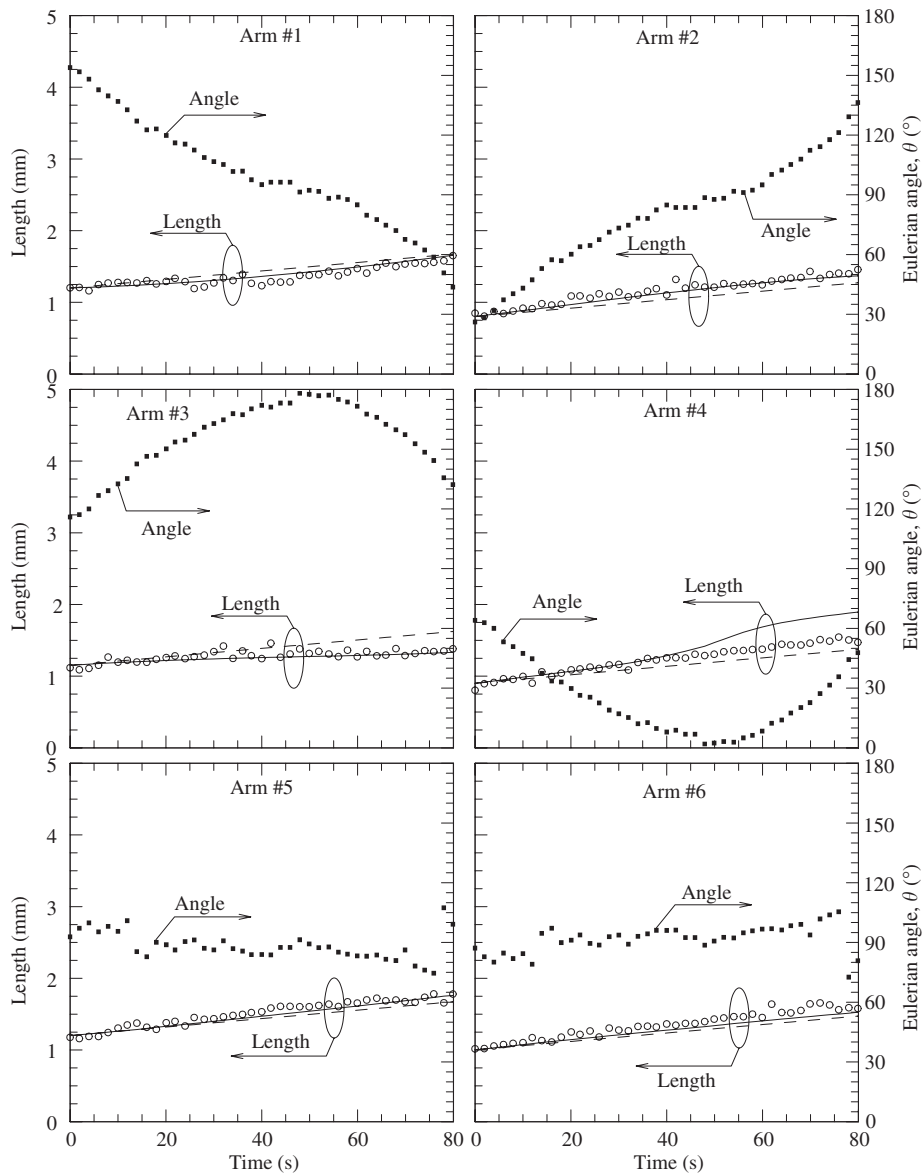 5
4
3
2
1
0
Length (mm)
Arm #1
Angle
Length
Arm #2
Length
Angle
180
150
120
90
60
30
0
Eulerian angle, θ (°)
5
4
3
2
1
0
Length (mm)
Arm #3
Angle
Length
Arm #4
Angle
Length
180
150
120
90
60
30
0
Eulerian angle, θ (°)
5
4
3
2
1
0
Length (mm)
Arm #5
Angle
Length
Arm #6
Angle
Length
180
150
120
90
60
30
0
Eulerian angle, θ (°)
0 20 40 60 80
Time (s)
0 20 40 60 80
Time (s)